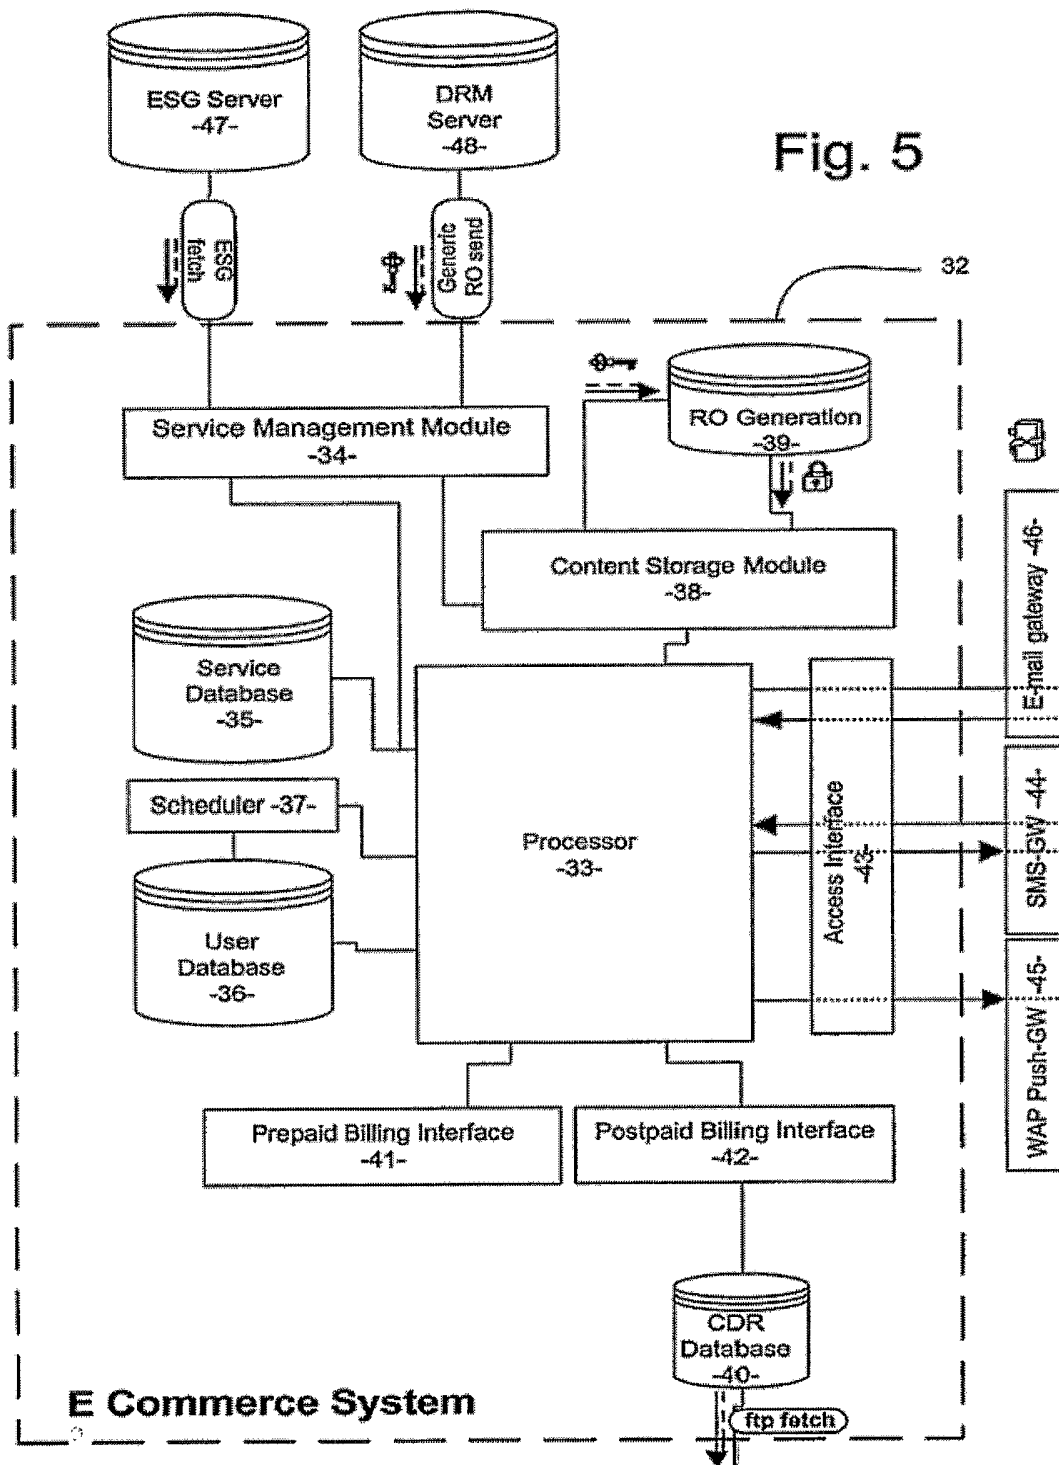 ESG Server
-47-
DRM
Server
-48-
Fig. 5
ESG
fetch
Generic
RO send
32
RO Generation
-39-
Service Management Module
-34-
Content Storage Module
-38-
E-mail gateway -46-
Service
Database
-35-
Scheduler -37-
Processor
-33-
Access Interface
-43-
SMS-GW -44-
User
Database
-36-
WAP Push-GW -45-
Prepaid Billing Interface
-41-
Postpaid Billing Interface
-42-
CDR
Database
-40-
E Commerce System
ftp fetch